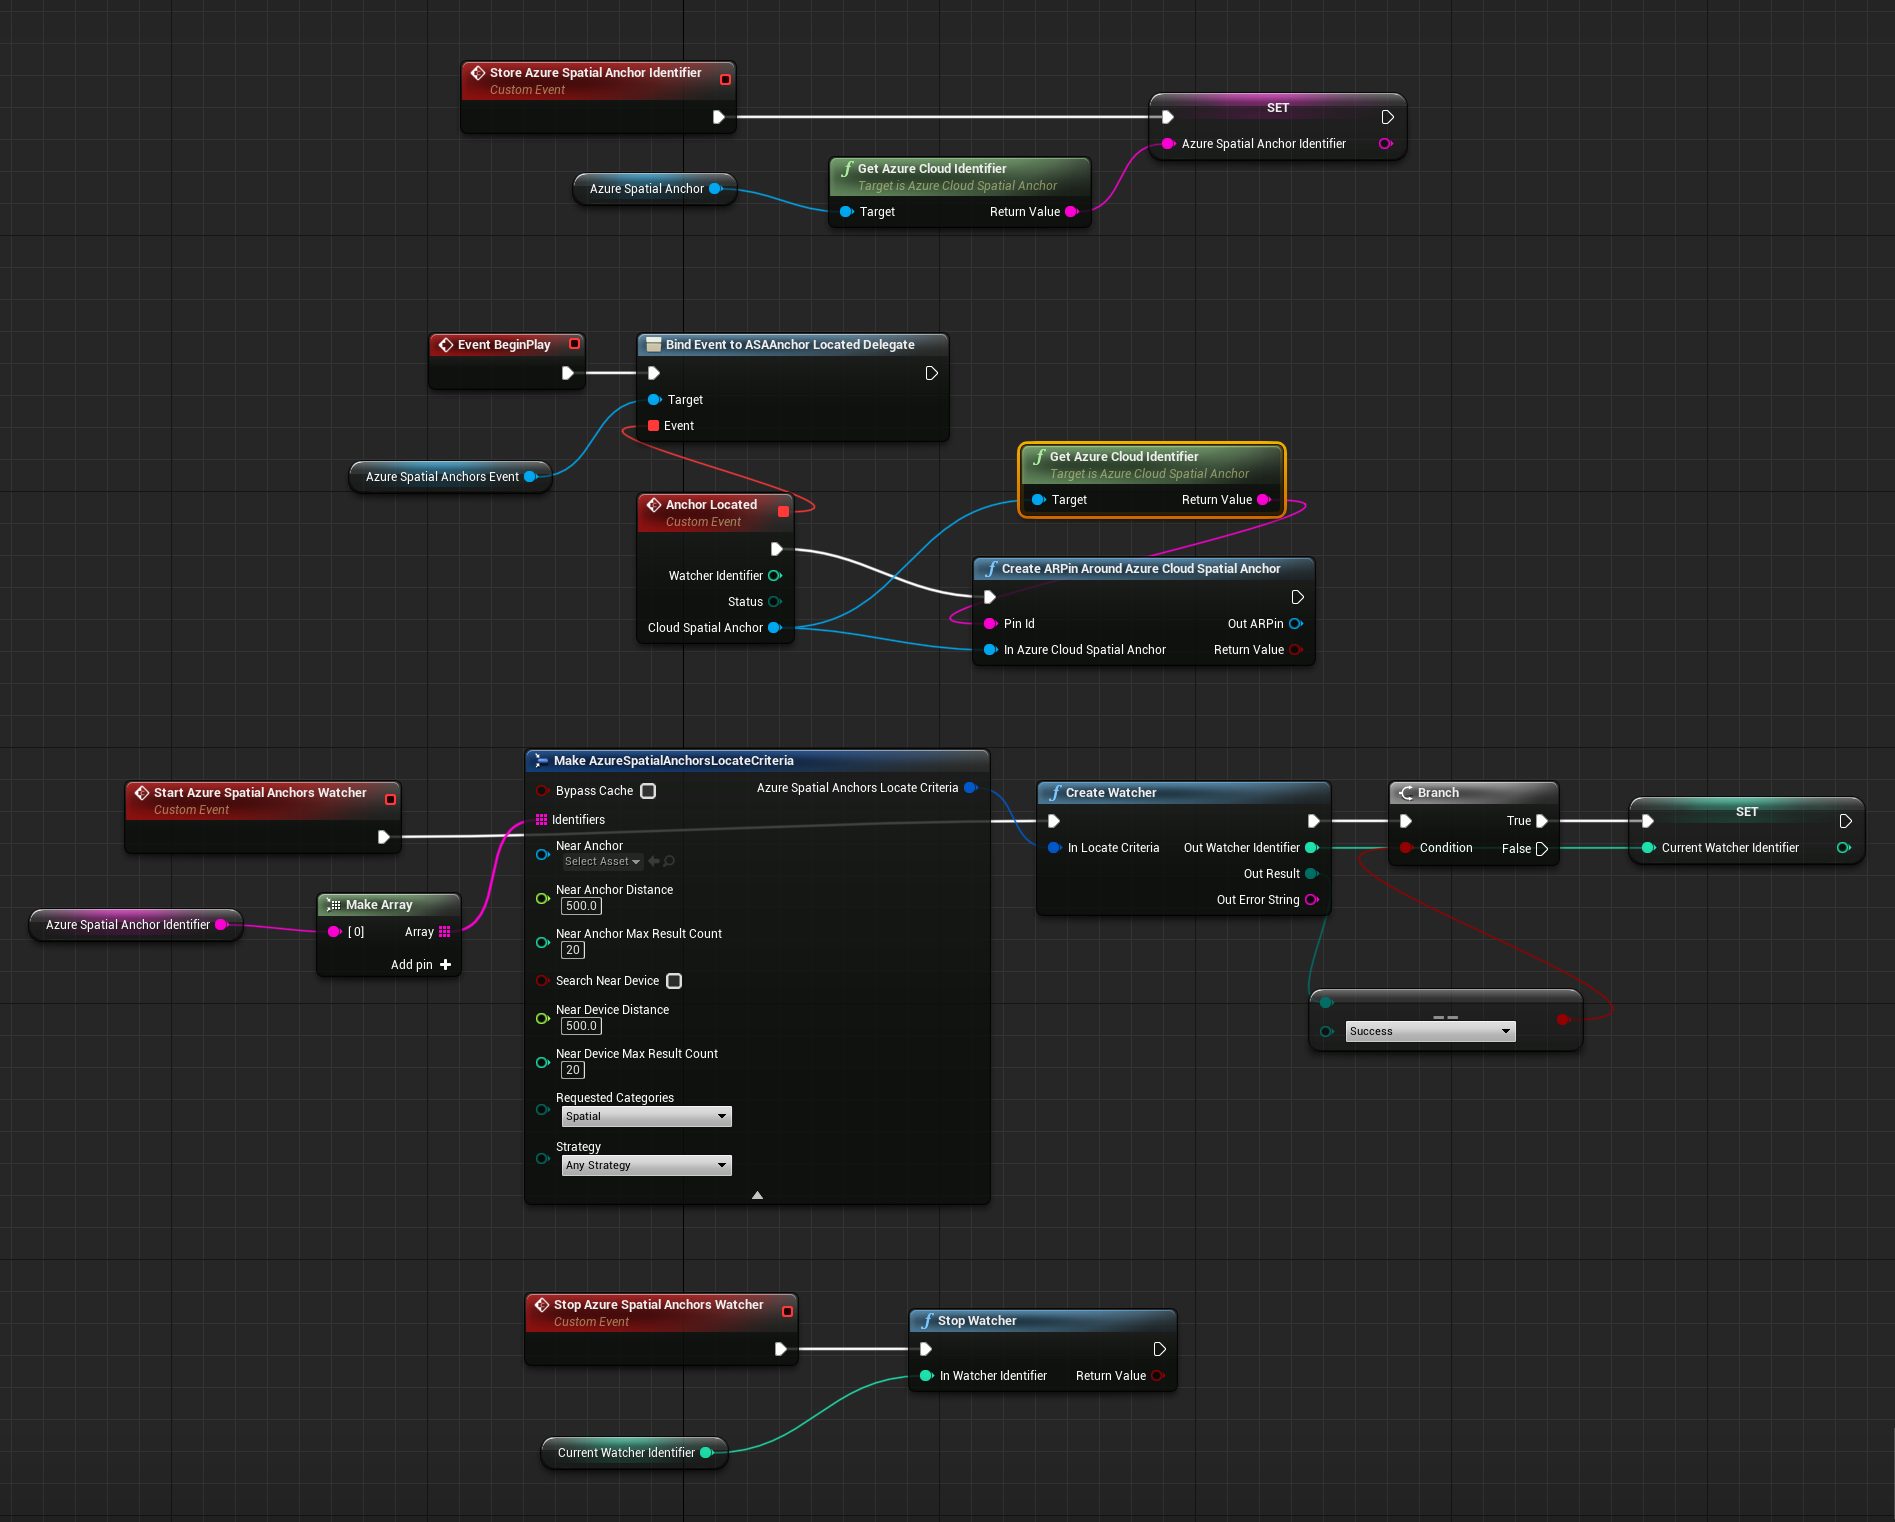 Store Azure Spatial Anchor Identifier
Custom Event
SET
Azure Spatial Anchor Identifier
Azure Spatial Anchor
f Get Azure Cloud Identifier
Target is Azure Cloud Spatial Anchor
Target Return Value
Event BeginPlay
Bind Event to ASAAnchor Located Delegate
Target
Event
Azure Spatial Anchors Event
Anchor Located
Custom Event
Watcher Identifier
Status
Cloud Spatial Anchor
f Get Azure Cloud Identifier
Target is Azure Cloud Spatial Anchor
Target Return Value
f Create ARPin Around Azure Cloud Spatial Anchor
Pin Id Out ARPin
In Azure Cloud Spatial Anchor Return Value
Start Azure Spatial Anchors Watcher
Custom Event
Azure Spatial Anchor Identifier
Make Array
[0] Array
Add pin +
Make AzureSpatialAnchorsLocateCriteria
Bypass Cache Azure Spatial Anchors Locate Criteria
Identifiers
Near Anchor
Select Asset
Near Anchor Distance
500.0
Near Anchor Max Result Count
20
Search Near Device
Near Device Distance
500.0
Near Device Max Result Count
20
Requested Categories
Spatial
Strategy
Any Strategy
f Create Watcher
In Locate Criteria Out Watcher Identifier
Out Result
Out Error String
Branch
True
Condition False
SET
Current Watcher Identifier
==
Success
Stop Azure Spatial Anchors Watcher
Custom Event
f Stop Watcher
In Watcher Identifier Return Value
Current Watcher Identifier